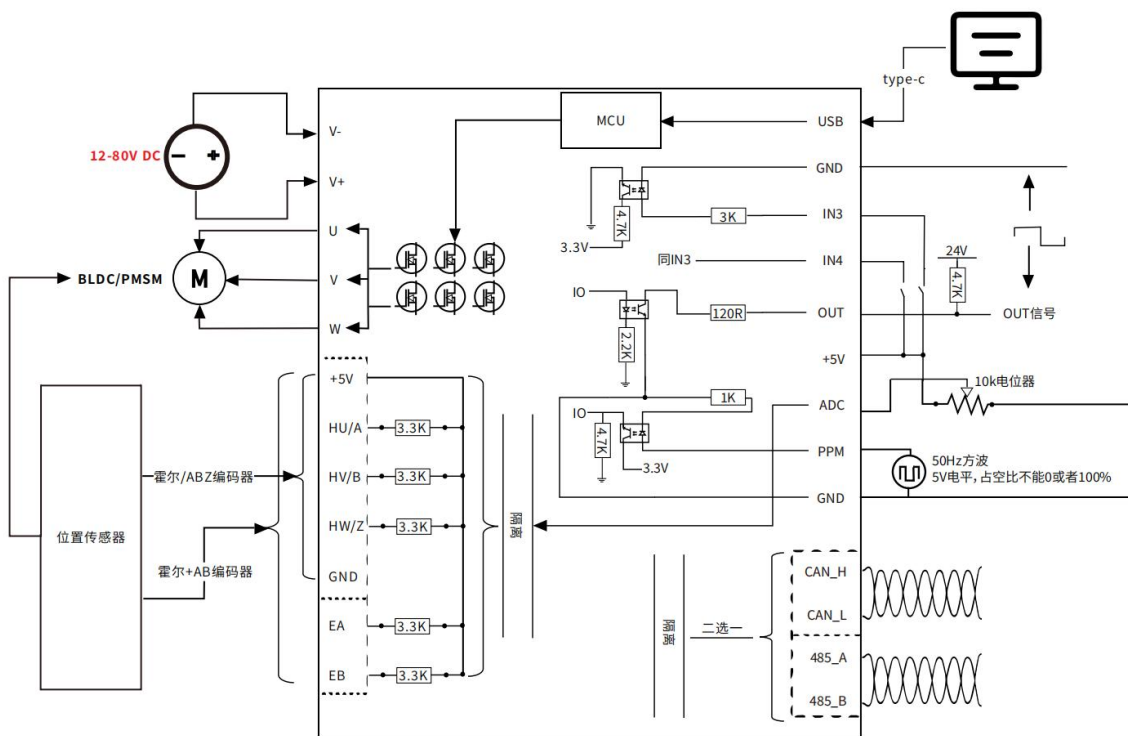 type-c
MCU
USB
V-
12-80V DC
V+
GND
4.7K
3K
IN3
3.3V
U
同IN3
IN4
24V
4.7K
BLDC/PMSM
M
V
IO
120R
OUT
OUT信号
W
2.2K
+5V
+5V
10k电位器
1K
ADC
HU/A
3.3K
IO
4.7K
PPM
50Hz方波
5V电平，占空比不能0或者100%
3.3V
霍尔/ABZ编码器
HV/B
3.3K
GND
HW/Z
3.3K
隔离
位置传感器
霍尔+AB编码器
GND
CAN_H
CAN_L
EA
3.3K
隔离
二选一
485_A
EB
3.3K
485_B